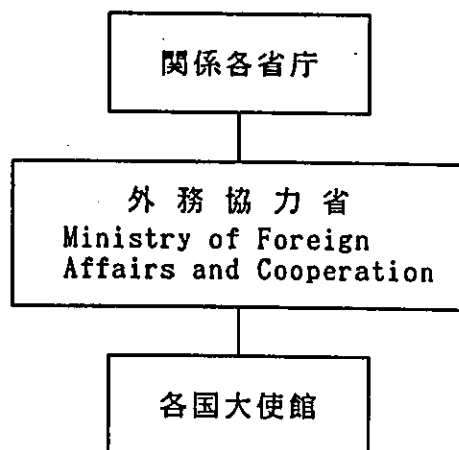 関係各省庁
外務協力省
Ministry of Foreign
Affairs and Cooperation
各国大使館